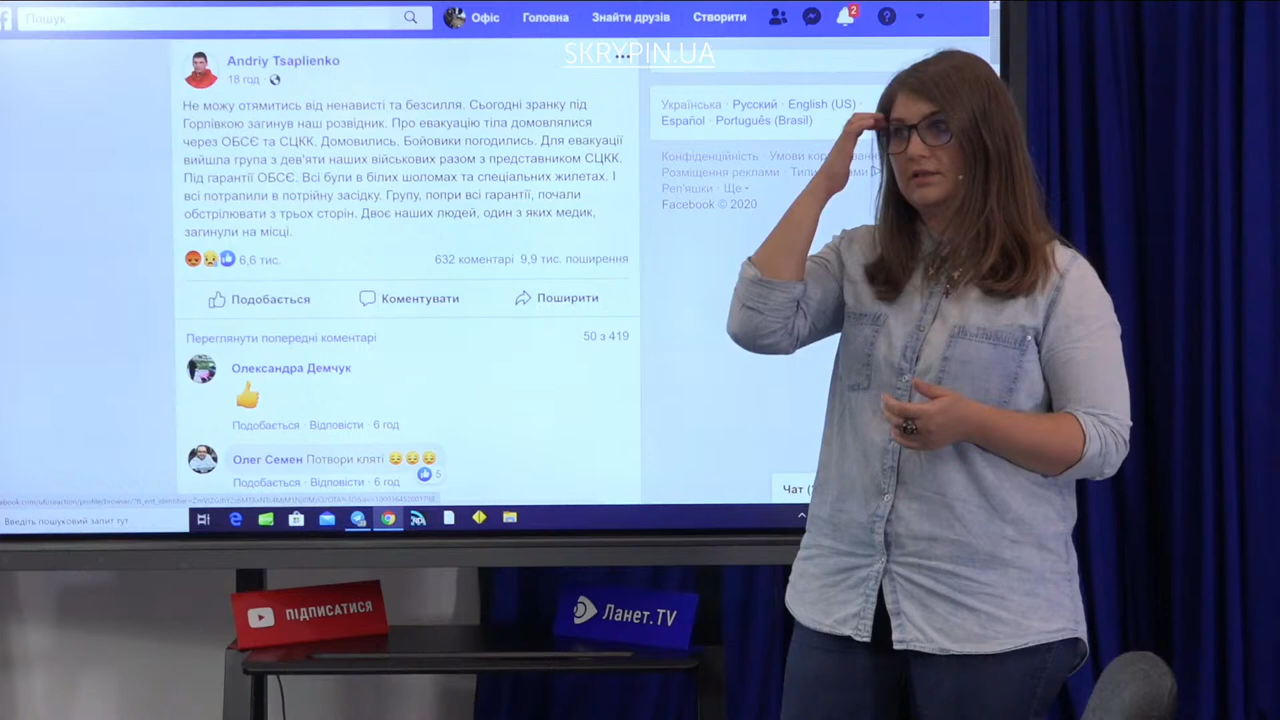 Пошук
Офіс
Головна
Знайти друзів
Створити
2
SKRYPIN.UA
Andriy Tsaplienko
18 год
Не можу отямитись від ненависті та безсилля. Сьогодні зранку під
Горлівкою загинув наш розвідник. Про евакуацію тіла домовлялися
через ОБСЄ та СЦКК. Домовились. Бойовики погодились. Для евакуації
вийшла група з дев'яти наших військових разом з представником СЦКК.
Під гарантії ОБСЄ. Всі були в білих шоломах та спеціальних жилетах. І
всі потрапили в потрійну засідку. Групу, попри всі гарантії, почали
обстрілювати з трьох сторін. Двоє наших людей, один з яких медик,
загинули на місці.
6,6 тис.
632 коментарі 9,9 тис. поширення
Подобається
Коментувати
Поширити
Переглянути попередні коментарі
50 з 419
Олександра Демчук
Подобається · Відповісти · 6 год
Олег Семен Потвори кляті
5
Подобається · Відповісти · 6 год
Українська · Русский · English (US) ·
Español · Português (Brasil)
Конфіденційність · Умови
Розміщення реклами ·
Реп'яшки · Ще
Facebook © 2020
Чат
Введіть пошуковий запит тут
ПІДПИСАТИСЯ
Ланет.TV